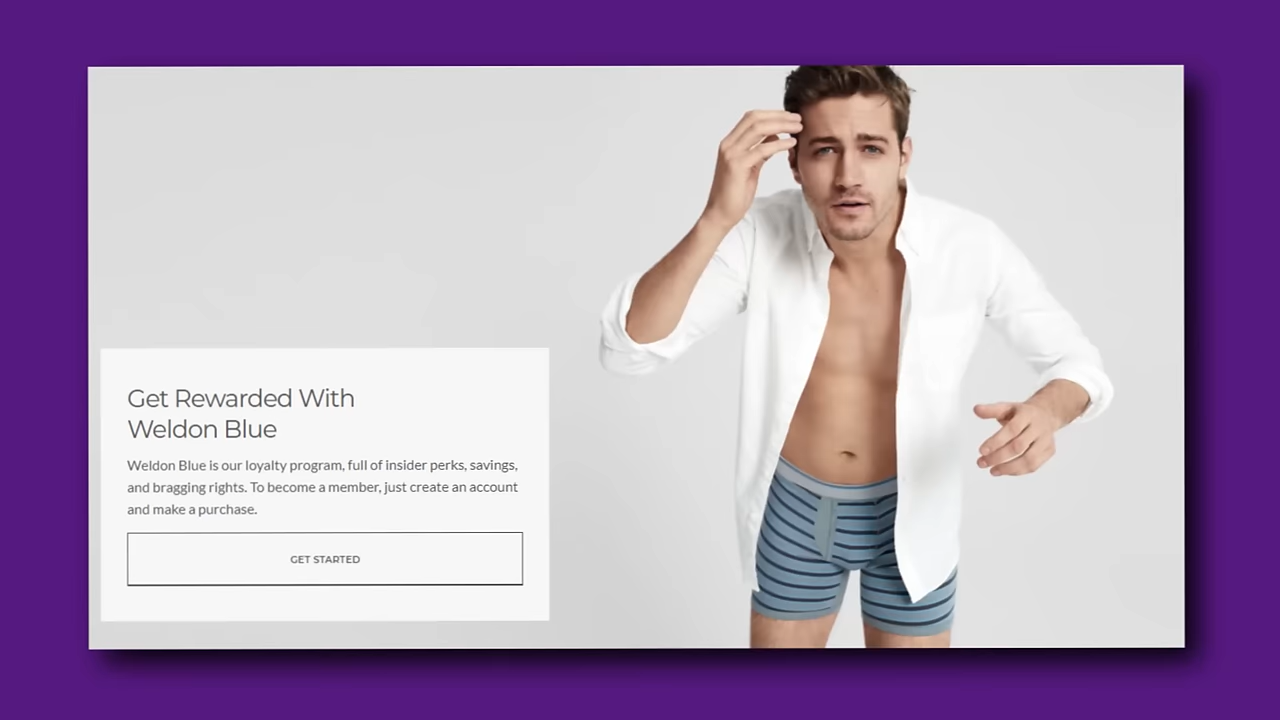 Get Rewarded With
Weldon Blue
Weldon Blue is our loyalty program, full of insider perks, savings,
and bragging rights. To become a member, just create an account
and make a purchase.
GET STARTED